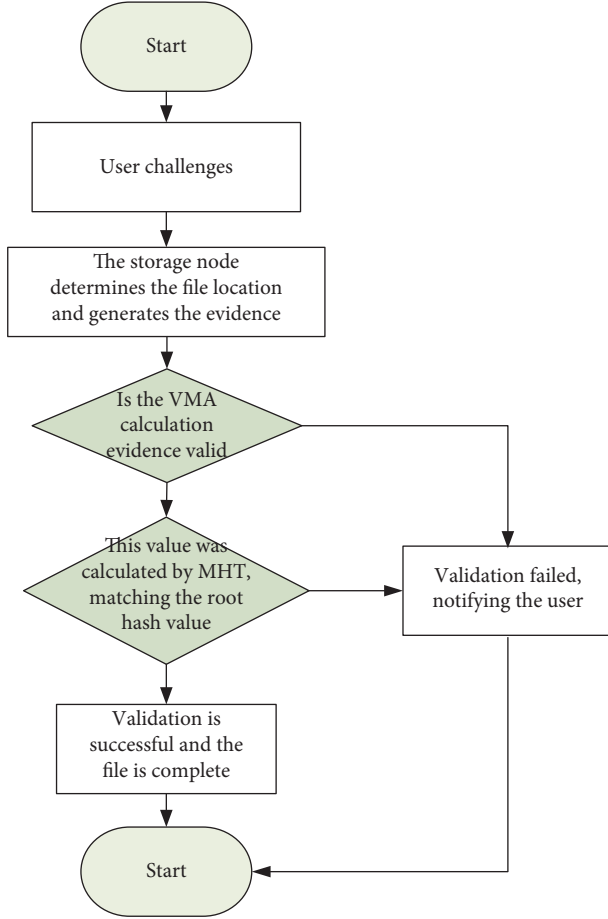 Start
User challenges
The storage node
determines the file location
and generates the evidence
Is the VMA
calculation
evidence valid
This value was
calculated by MHT,
matching the root
hash value
Validation failed,
notifying the user
Validation is
successful and the
file is complete
Start